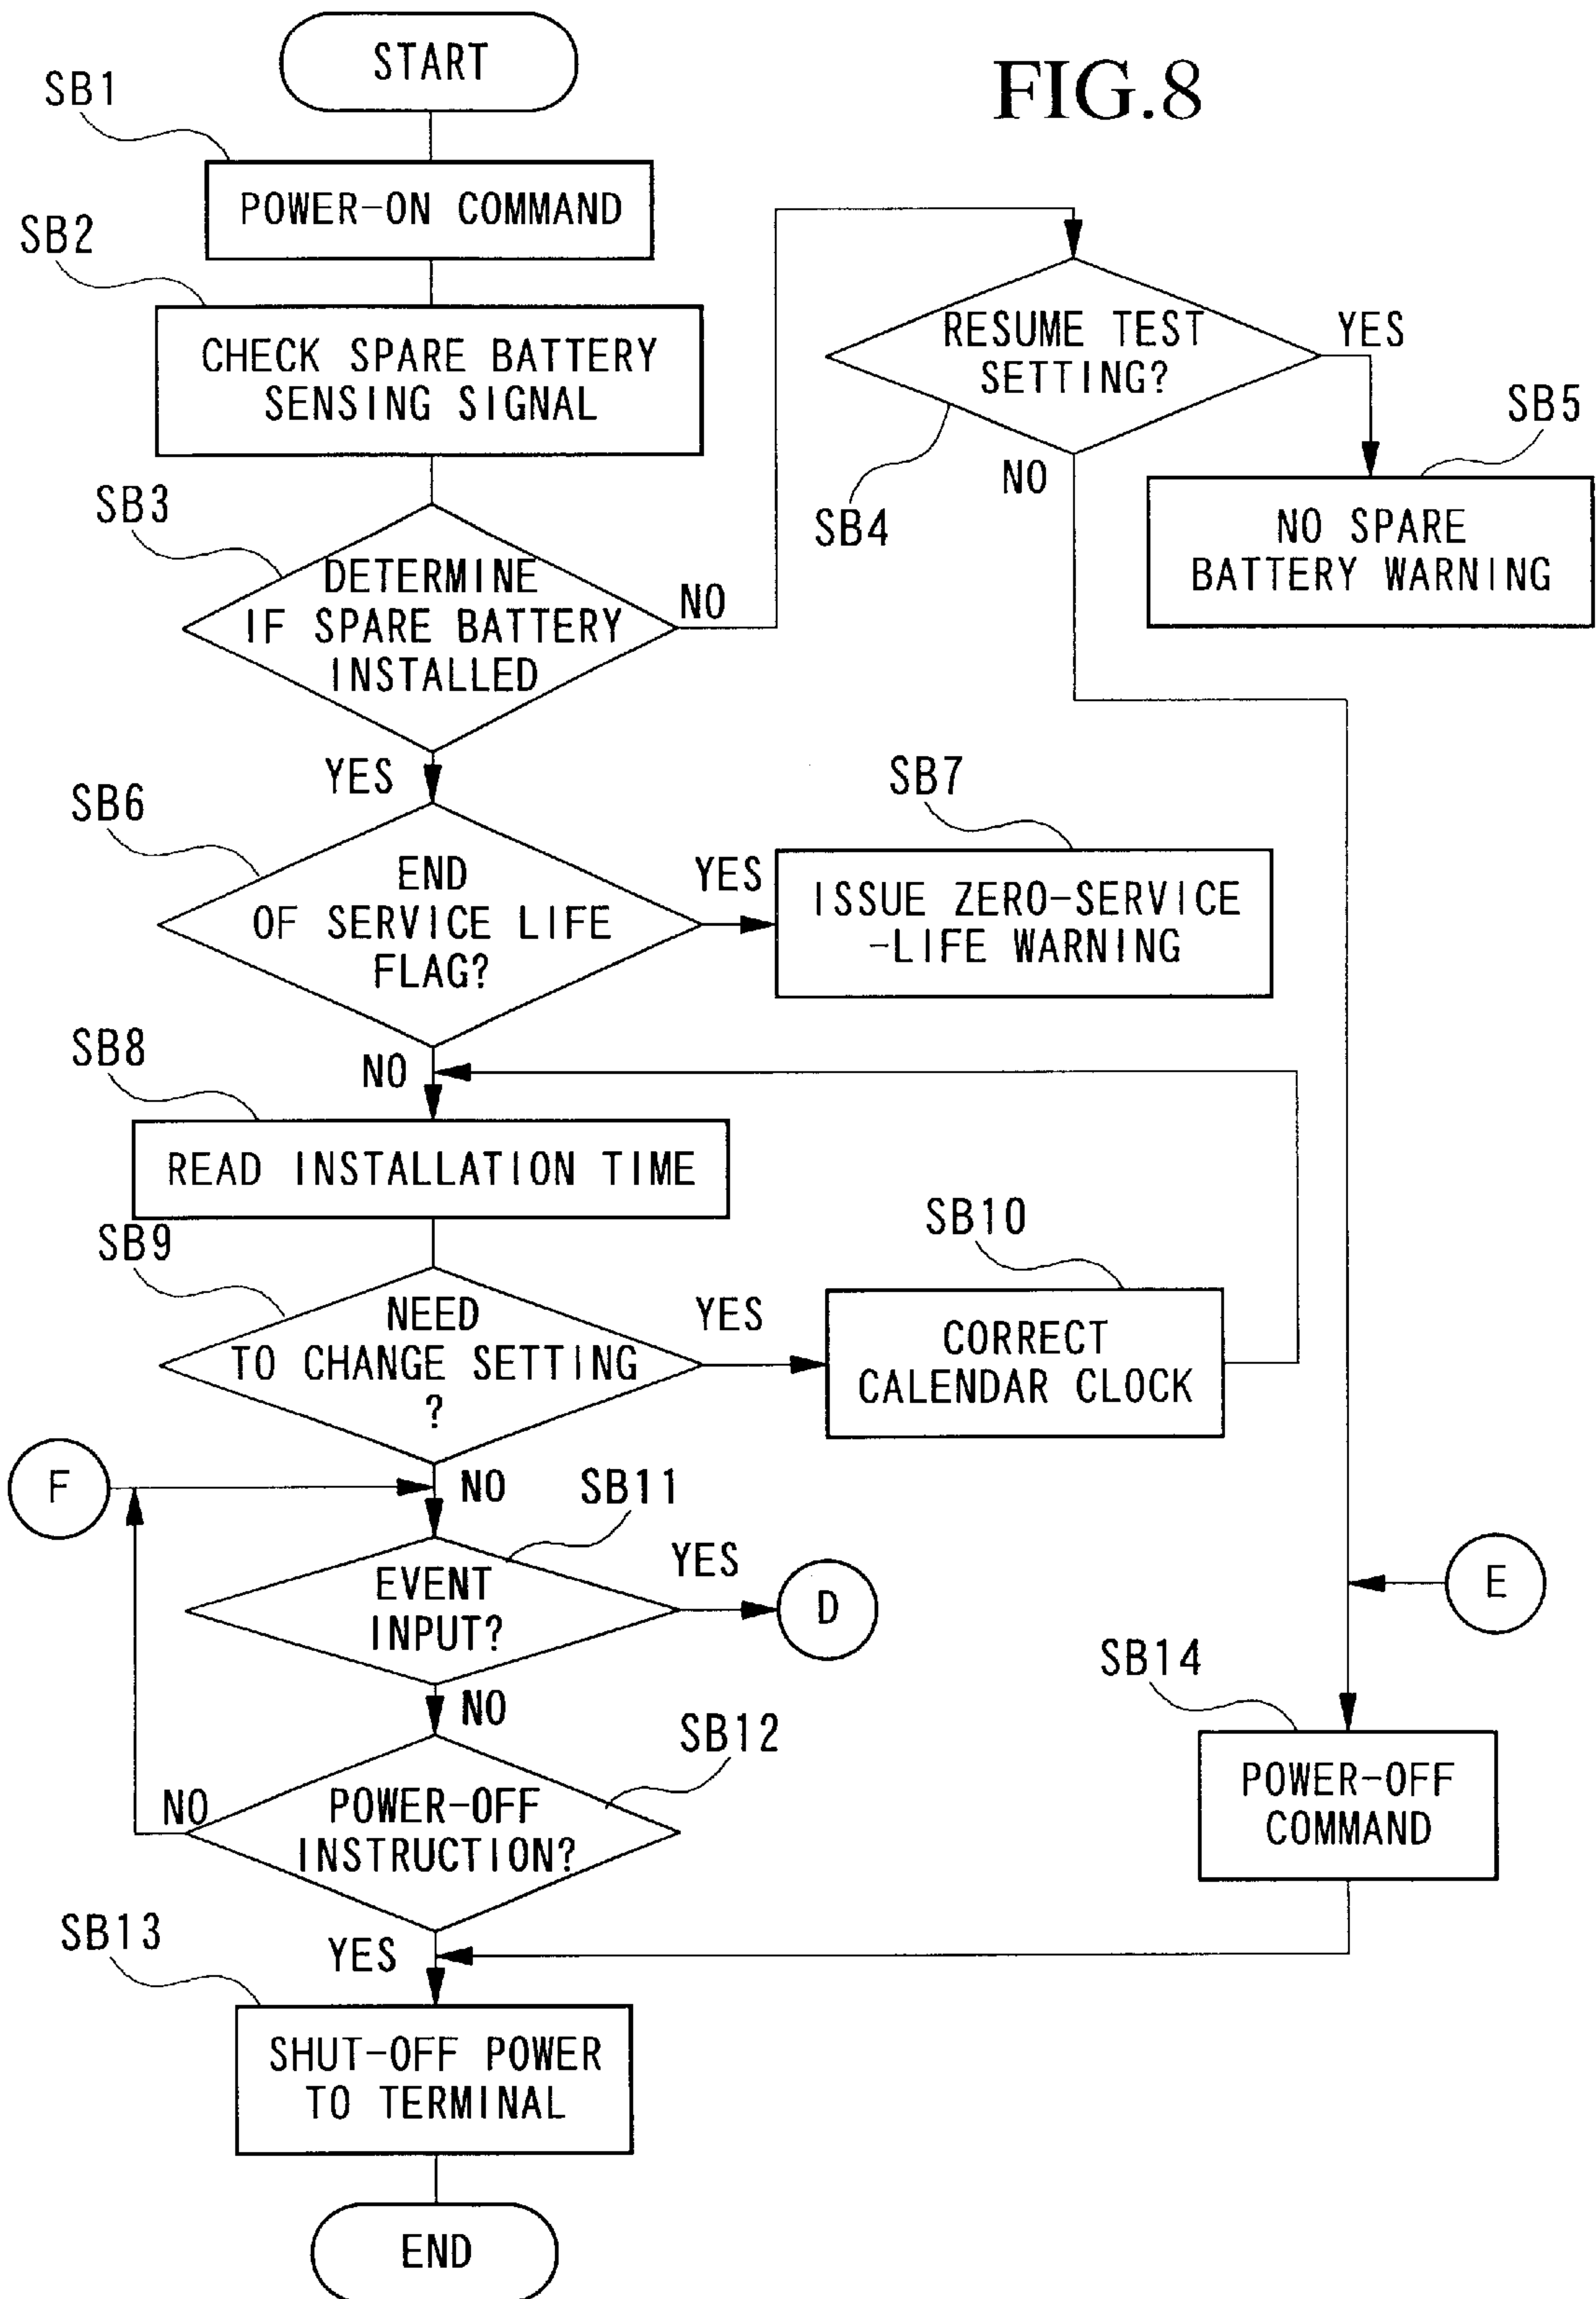 FIG.8
START
SB1
POWER-ON COMMAND
SB2
CHECK SPARE BATTERY
SENSING SIGNAL
SB3
DETERMINE
IF SPARE BATTERY
INSTALLED
NO
YES
RESUME TEST
SETTING?
YES
NO
SB4
SB5
NO SPARE
BATTERY WARNING
SB6
END
OF SERVICE LIFE
FLAG?
YES
NO
SB7
ISSUE ZERO-SERVICE
-LIFE WARNING
SB8
READ INSTALLATION TIME
SB9
NEED
TO CHANGE SETTING
?
YES
NO
SB10
CORRECT
CALENDAR CLOCK
F
SB11
EVENT
INPUT?
YES
D
NO
E
SB12
POWER-OFF
INSTRUCTION?
NO
YES
SB14
POWER-OFF
COMMAND
SB13
SHUT-OFF POWER
TO TERMINAL
END